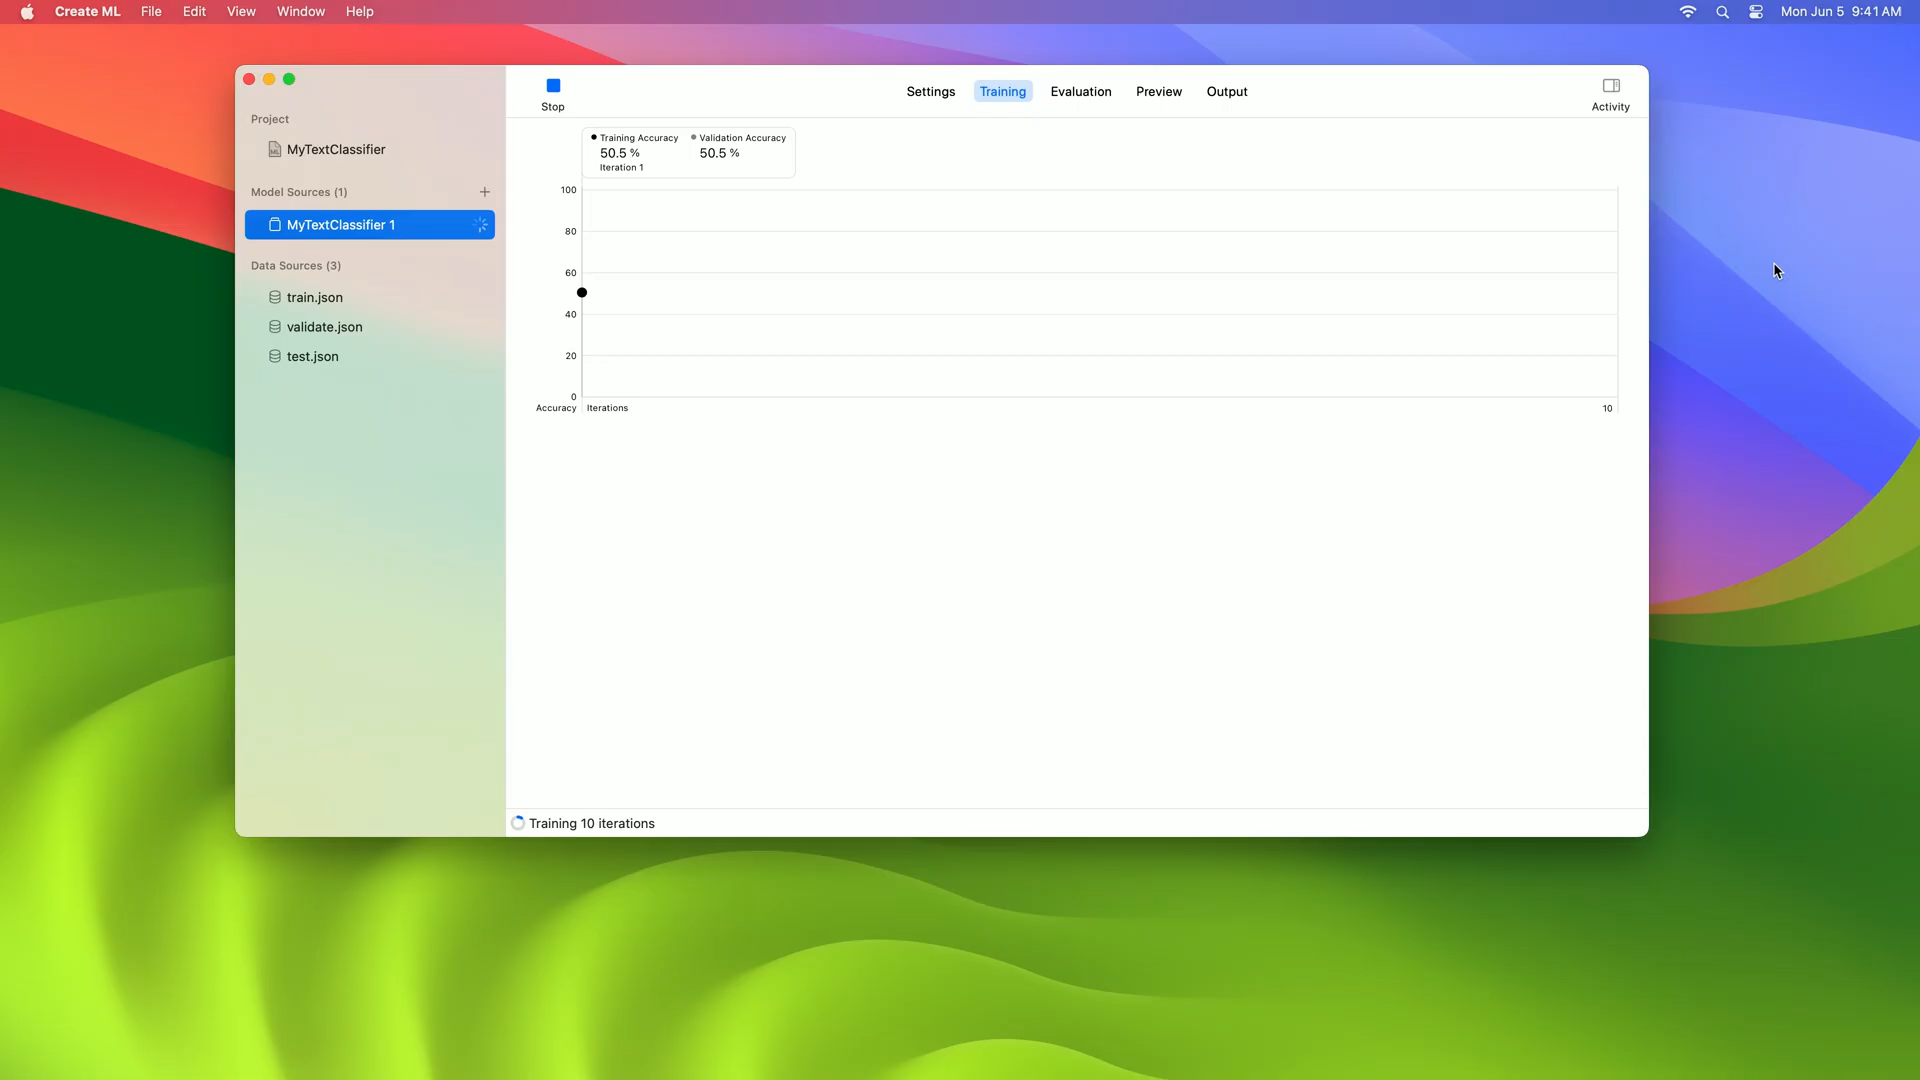 Create ML File Edit View Window Help Mon Jun 5 9:41 AM
Stop
Settings Training Evaluation Preview Output
Activity
Project
MyTextClassifier
Model Sources (1) +
MyTextClassifier 1
Data Sources (3)
train.json
validate.json
test.json
Training Accuracy Validation Accuracy
50.5 % 50.5 %
Iteration 1
100
80
60
40
20
0
Accuracy Iterations 10
Training 10 iterations